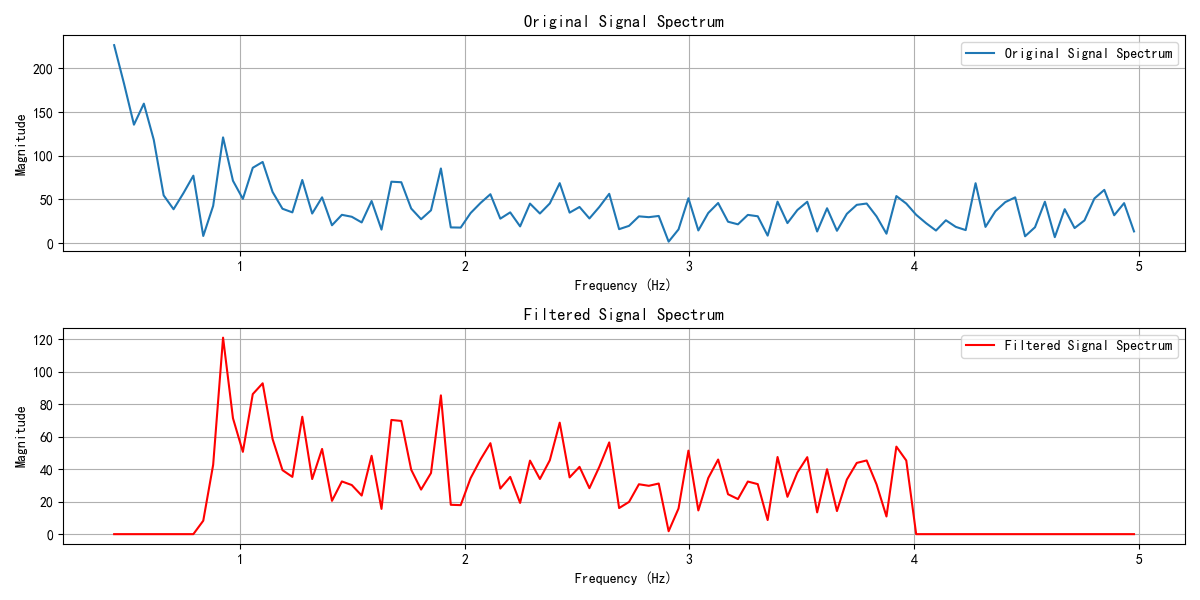 Original Signal Spectrum
Original Signal Spectrum
Magnitude
200
150
100
50
0
1 2 3 4 5
Frequency (Hz)
Filtered Signal Spectrum
Filtered Signal Spectrum
Magnitude
120
100
80
60
40
20
0
1 2 3 4 5
Frequency (Hz)